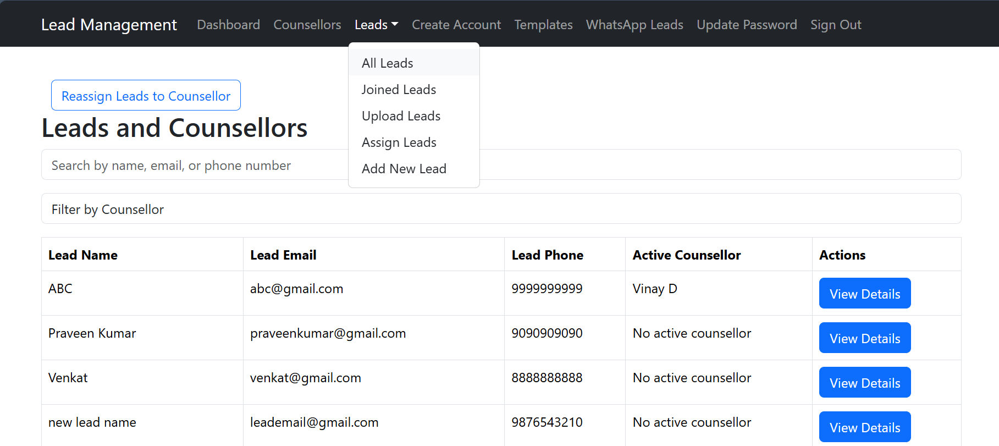 Lead Management Dashboard Counsellors Leads Create Account Templates WhatsApp Leads Update Password Sign Out
All Leads
Joined Leads
Upload Leads
Assign Leads
Add New Lead
Reassign Leads to Counsellor
Leads and Counsellors
Search by name, email, or phone number
Filter by Counsellor
Lead Name Lead Email Lead Phone Active Counsellor Actions
ABC abc@gmail.com 9999999999 Vinay D View Details
Praveen Kumar praveenkumar@gmail.com 9090909090 No active counsellor View Details
Venkat venkat@gmail.com 8888888888 No active counsellor View Details
new lead name leademail@gmail.com 9876543210 No active counsellor View Details